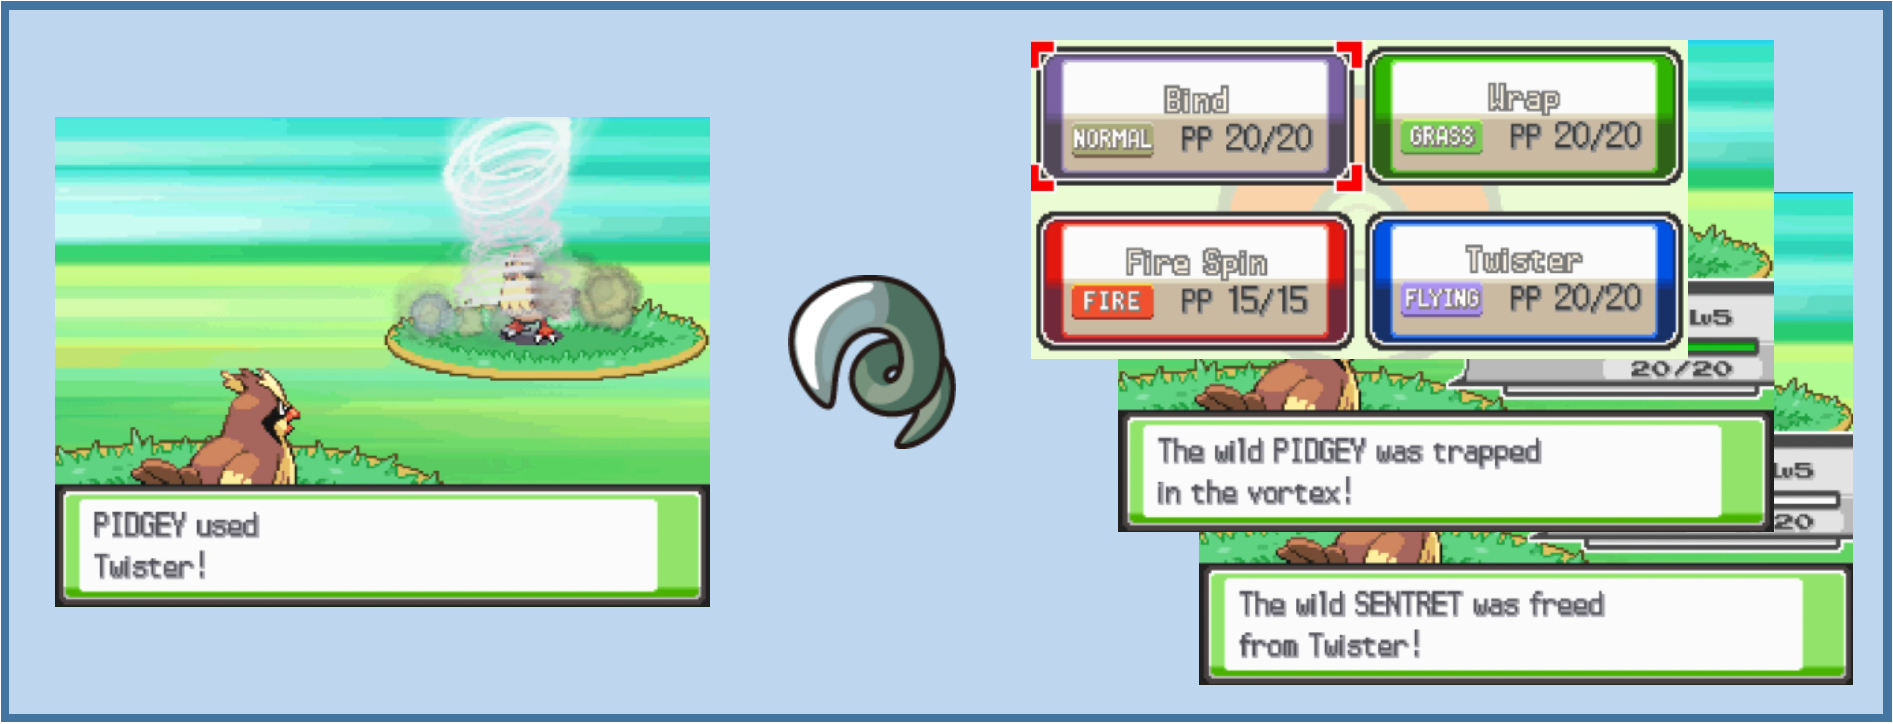 PIDGEY used
Twister!
Bind
NORMAL PP 20/20
Wrap
GRASS PP 20/20
Fire Spin
FIRE PP 15/15
Twister
FLYING PP 20/20
Lv5
20/20
The wild PIDGEY was trapped
in the vortex!
Lv5
20
The wild SENTRET was freed
from Twister!